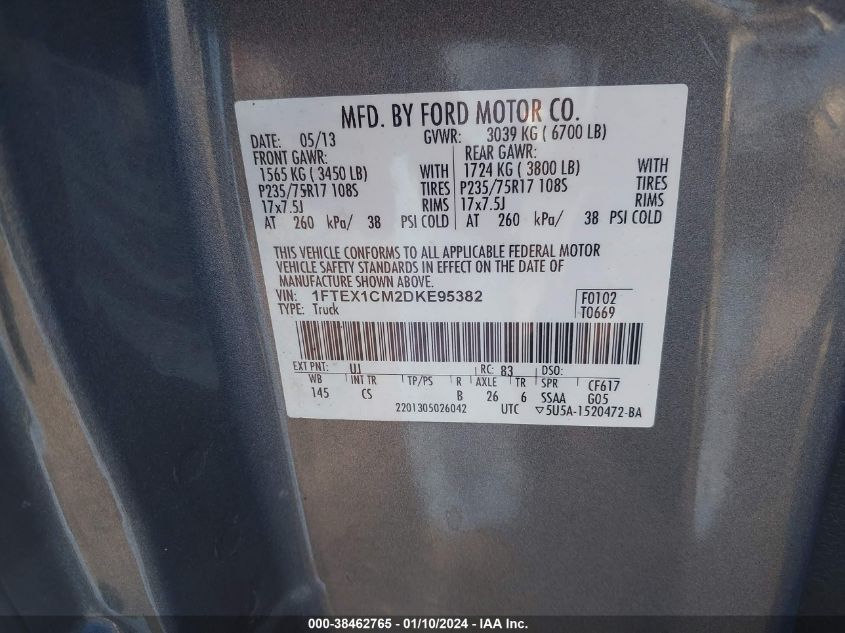 MFD. BY FORD MOTOR CO.
DATE: 05/13 GVWR: 3039 KG ( 6700 LB)
FRONT GAWR: REAR GAWR:
1565 KG ( 3450 LB) WITH 1724 KG ( 3800 LB) WITH
P235/75R17 108S TIRES P235/75R17 108S TIRES
17x7.5J RIMS 17x7.5J RIMS
AT 260 kPa/ 38 PSI COLD AT 260 kPa/ 38 PSI COLD
THIS VEHICLE CONFORMS TO ALL APPLICABLE FEDERAL MOTOR
VEHICLE SAFETY STANDARDS IN EFFECT ON THE DATE OF
MANUFACTURE SHOWN ABOVE.
VIN: 1FTEX1CM2DKE95382 F0102
TYPE: Truck T0669
EXT PNT: UJ RC: 83 DSO:
WB INT TR TP/PS R AXLE TR SPR CF617
145 CS B 26 6 SSAA G05
2201305026042 UTC ▽5U5A-1520472-BA
000-38462765 - 01/10/2024 - US - IAA Inc.